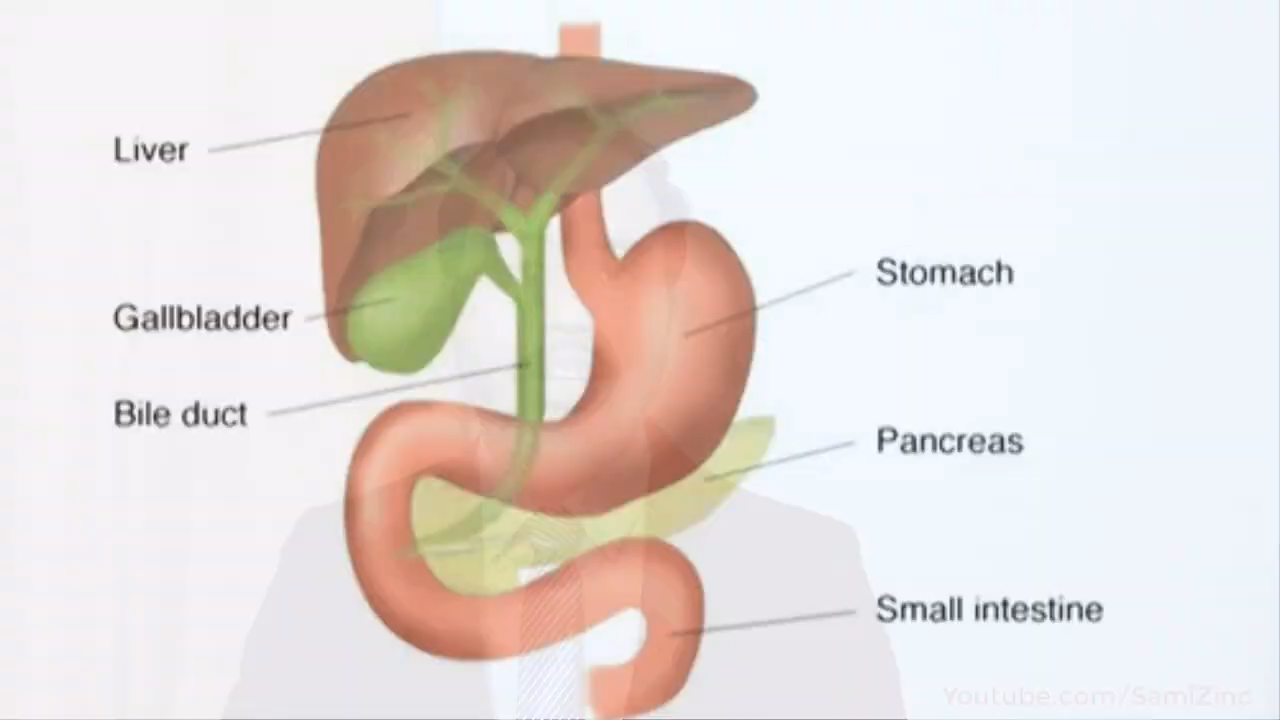 Liver
Stomach
Gallbladder
Bile duct
Pancreas
Small intestine
Youtube.com/SamiZinc